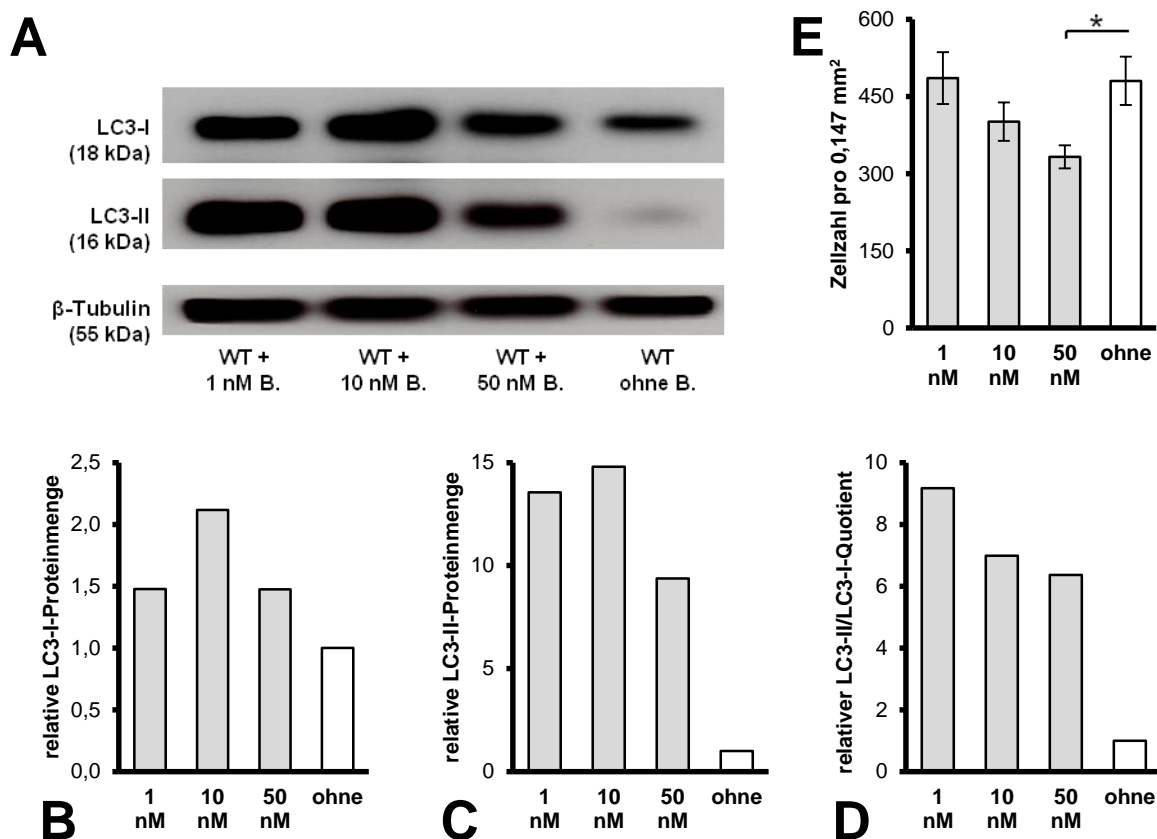 A
LC3-I
(18 kDa)
LC3-II
(16 kDa)
β-Tubulin
(55 kDa)
WT +
1 nM B.
WT +
10 nM B.
WT +
50 nM B.
WT
ohne B.
E
Zellzahl pro 0,147 mm²
600
450
300
150
0
*
1
nM
10
nM
50
nM
ohne
B
relative LC3-I-Proteinmenge
2,5
2,0
1,5
1,0
0,5
0,0
1
nM
10
nM
50
nM
ohne
C
relative LC3-II-Proteinmenge
15
10
5
0
1
nM
10
nM
50
nM
ohne
D
relativer LC3-II/LC3-I-Quotient
10
8
6
4
2
0
1
nM
10
nM
50
nM
ohne